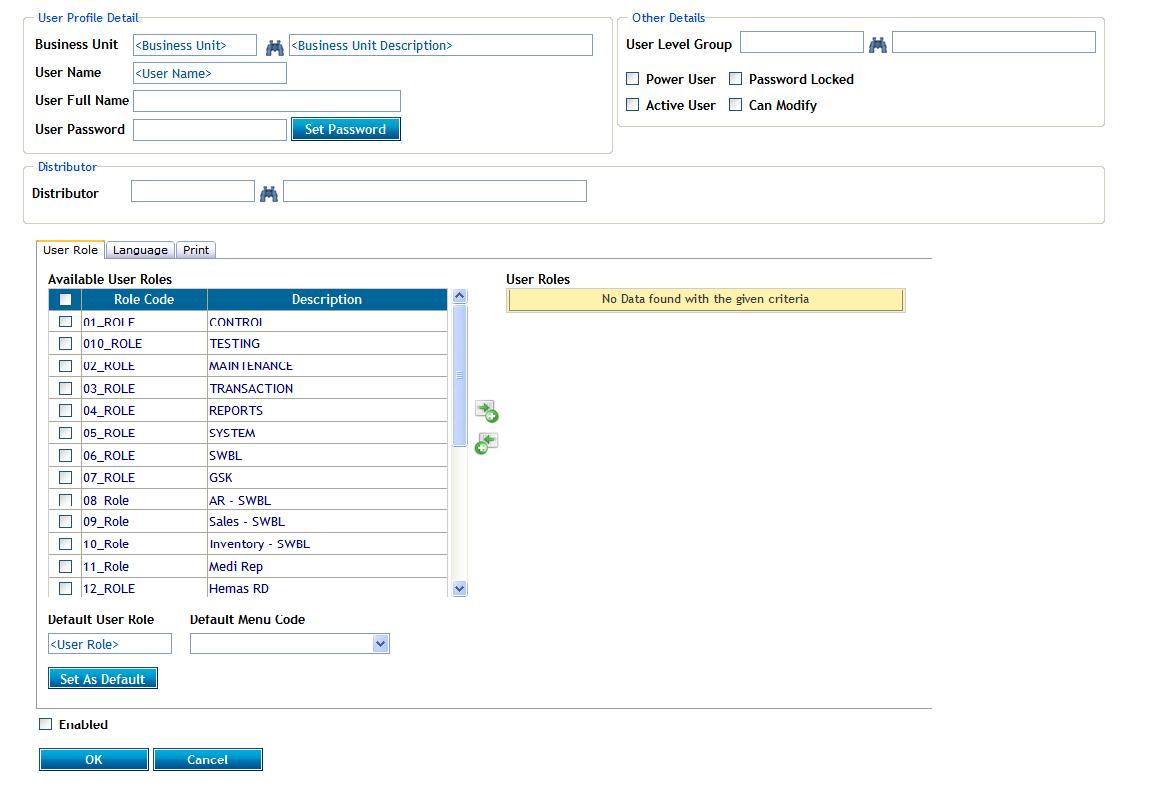 User Profile Detail
Business Unit <Business Unit> <Business Unit Description>
User Name <User Name>
User Full Name
User Password Set Password
Other Details
User Level Group
Power User Password Locked
Active User Can Modify
Distributor
Distributor
User Role Language Print
Available User Roles
Role Code Description
01_ROLE CONTROL
010_ROLE TESTING
02_ROLE MAINTENANCE
03_ROLE TRANSACTION
04_ROLE REPORTS
05_ROLE SYSTEM
06_ROLE SWBL
07_ROLE GSK
08_Role AR - SWBL
09_Role Sales - SWBL
10_Role Inventory - SWBL
11_Role Medi Rep
12_ROLE Hemas RD
User Roles
No Data found with the given criteria
Default User Role Default Menu Code
<User Role>
Set As Default
Enabled
OK Cancel